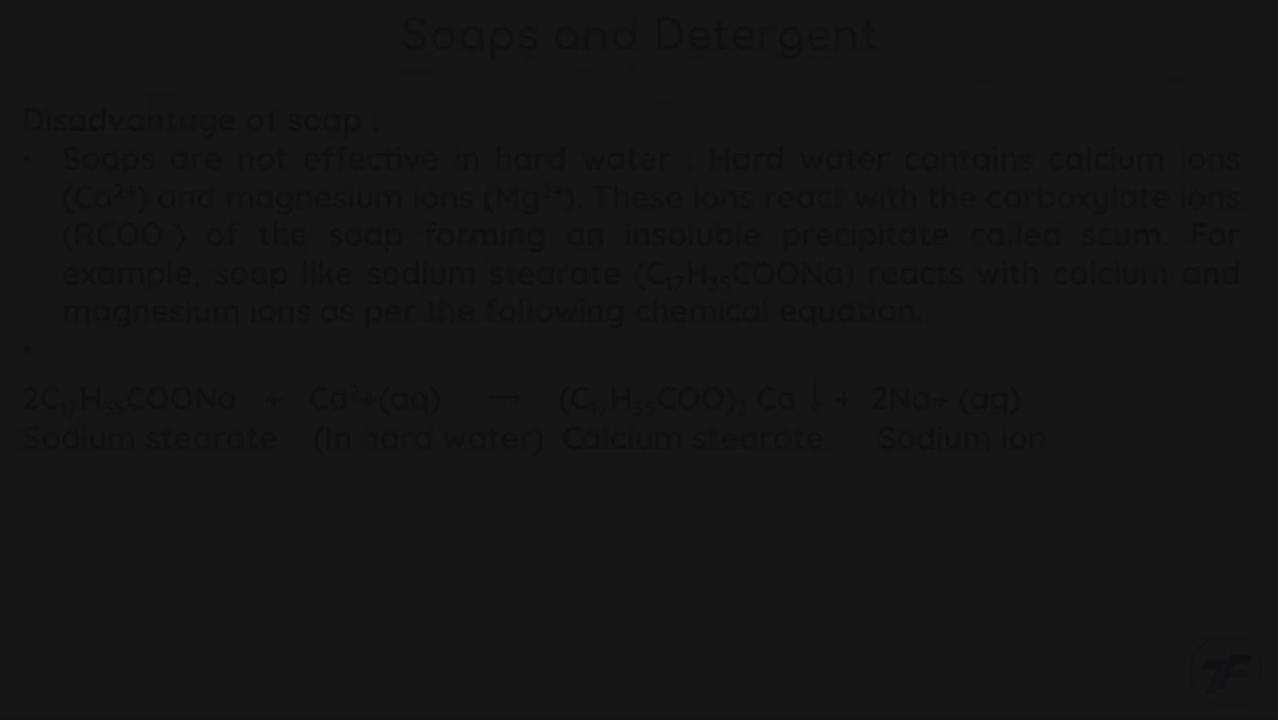 Soaps and Detergent
Disadvantage of soap :
• Soaps are not effective in hard water : Hard water contains calcium ions
(Ca²⁺) and magnesium ions (Mg²⁺). These ions react with the carboxylate ions
(RCOO⁻) of the soap forming an insoluble precipitate called scum. For
example, soap like sodium stearate (C₁₇H₃₅COONa) reacts with calcium and
magnesium ions as per the following chemical equation.
•
2C₁₇H₃₅COONa + Ca²+(aq) → (C₁₇H₃₅COO)₂ Ca ↓ + 2Na+ (aq)
Sodium stearate (In hard water) Calcium stearate Sodium ion